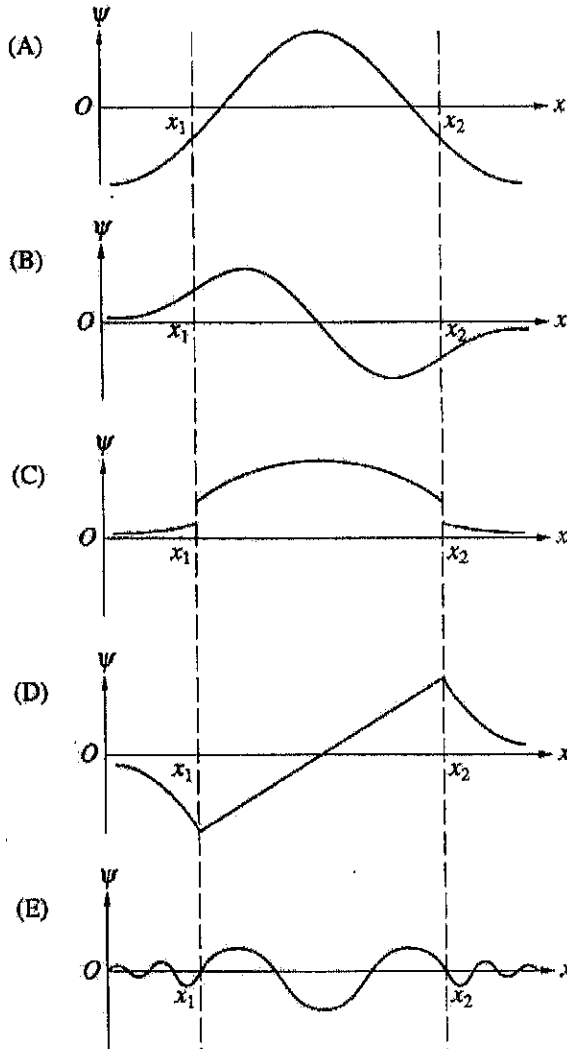 ψ
(A)
O x₁ x₂ x
ψ
(B)
O x₁ x₂ x
ψ
(C)
O x₁ x₂ x
ψ
(D)
O x₁ x₂ x
ψ
(E)
O x₁ x₂ x